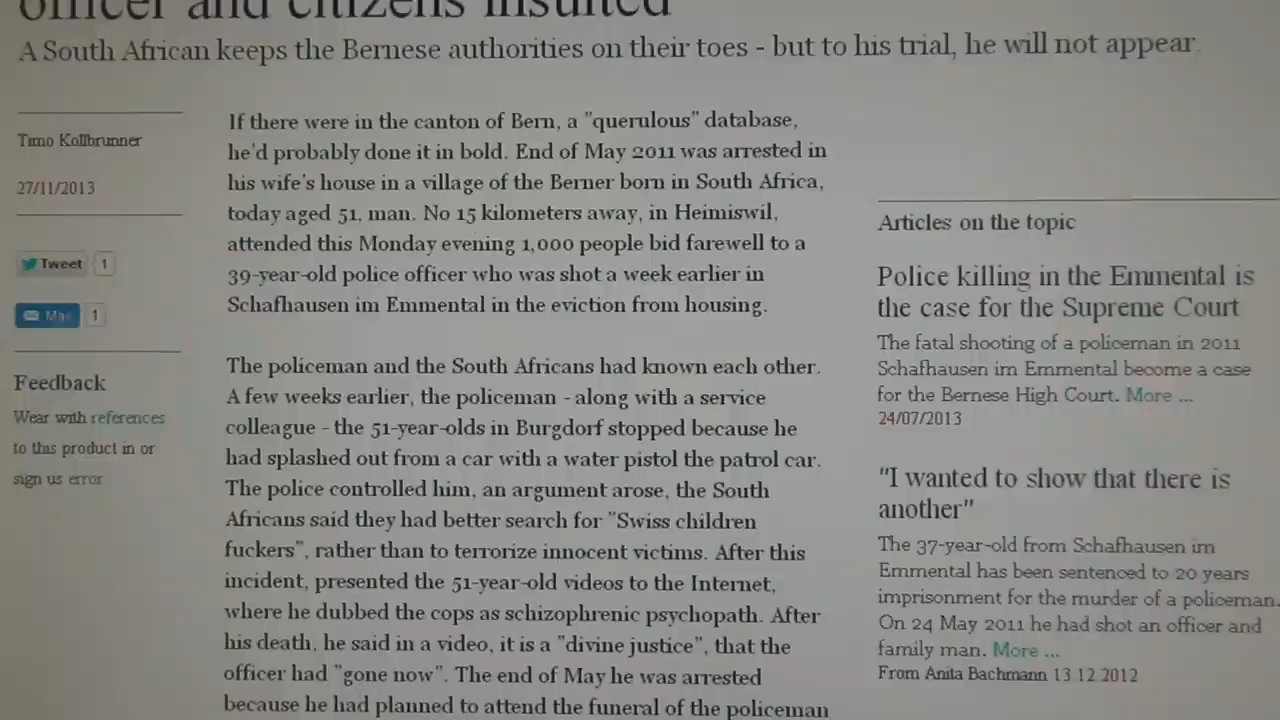 officer and citizens insulted
A South African keeps the Bernese authorities on their toes - but to his trial, he will not appear
Timo Kollbrunner
27/11/2013
Tweet 1
Mai 1
Feedback
Wear with references
to this product in or
sign us error
If there were in the canton of Bern, a "querulous" database,
he'd probably done it in bold. End of May 2011 was arrested in
his wife's house in a village of the Berner born in South Africa,
today aged 51, man. No 15 kilometers away, in Heimiswil,
attended this Monday evening 1,000 people bid farewell to a
39-year-old police officer who was shot a week earlier in
Schafhausen im Emmental in the eviction from housing.
The policeman and the South Africans had known each other.
A few weeks earlier, the policeman - along with a service
colleague - the 51-year-olds in Burgdorf stopped because he
had splashed out from a car with a water pistol the patrol car.
The police controlled him, an argument arose, the South
Africans said they had better search for "Swiss children
fuckers", rather than to terrorize innocent victims. After this
incident, presented the 51-year-old videos to the Internet,
where he dubbed the cops as schizophrenic psychopath. After
his death, he said in a video, it is a "divine justice", that the
officer had "gone now". The end of May he was arrested
because he had planned to attend the funeral of the policeman
Articles on the topic
Police killing in the Emmental is
the case for the Supreme Court
The fatal shooting of a policeman in 2011
Schafhausen im Emmental become a case
for the Bernese High Court. More ...
24/07/2013
"I wanted to show that there is
another"
The 37-year-old from Schafhausen im
Emmental has been sentenced to 20 years
imprisonment for the murder of a policeman.
On 24 May 2011 he had shot an officer and
family man. More ...
From Anita Bachmann 13.12.2012